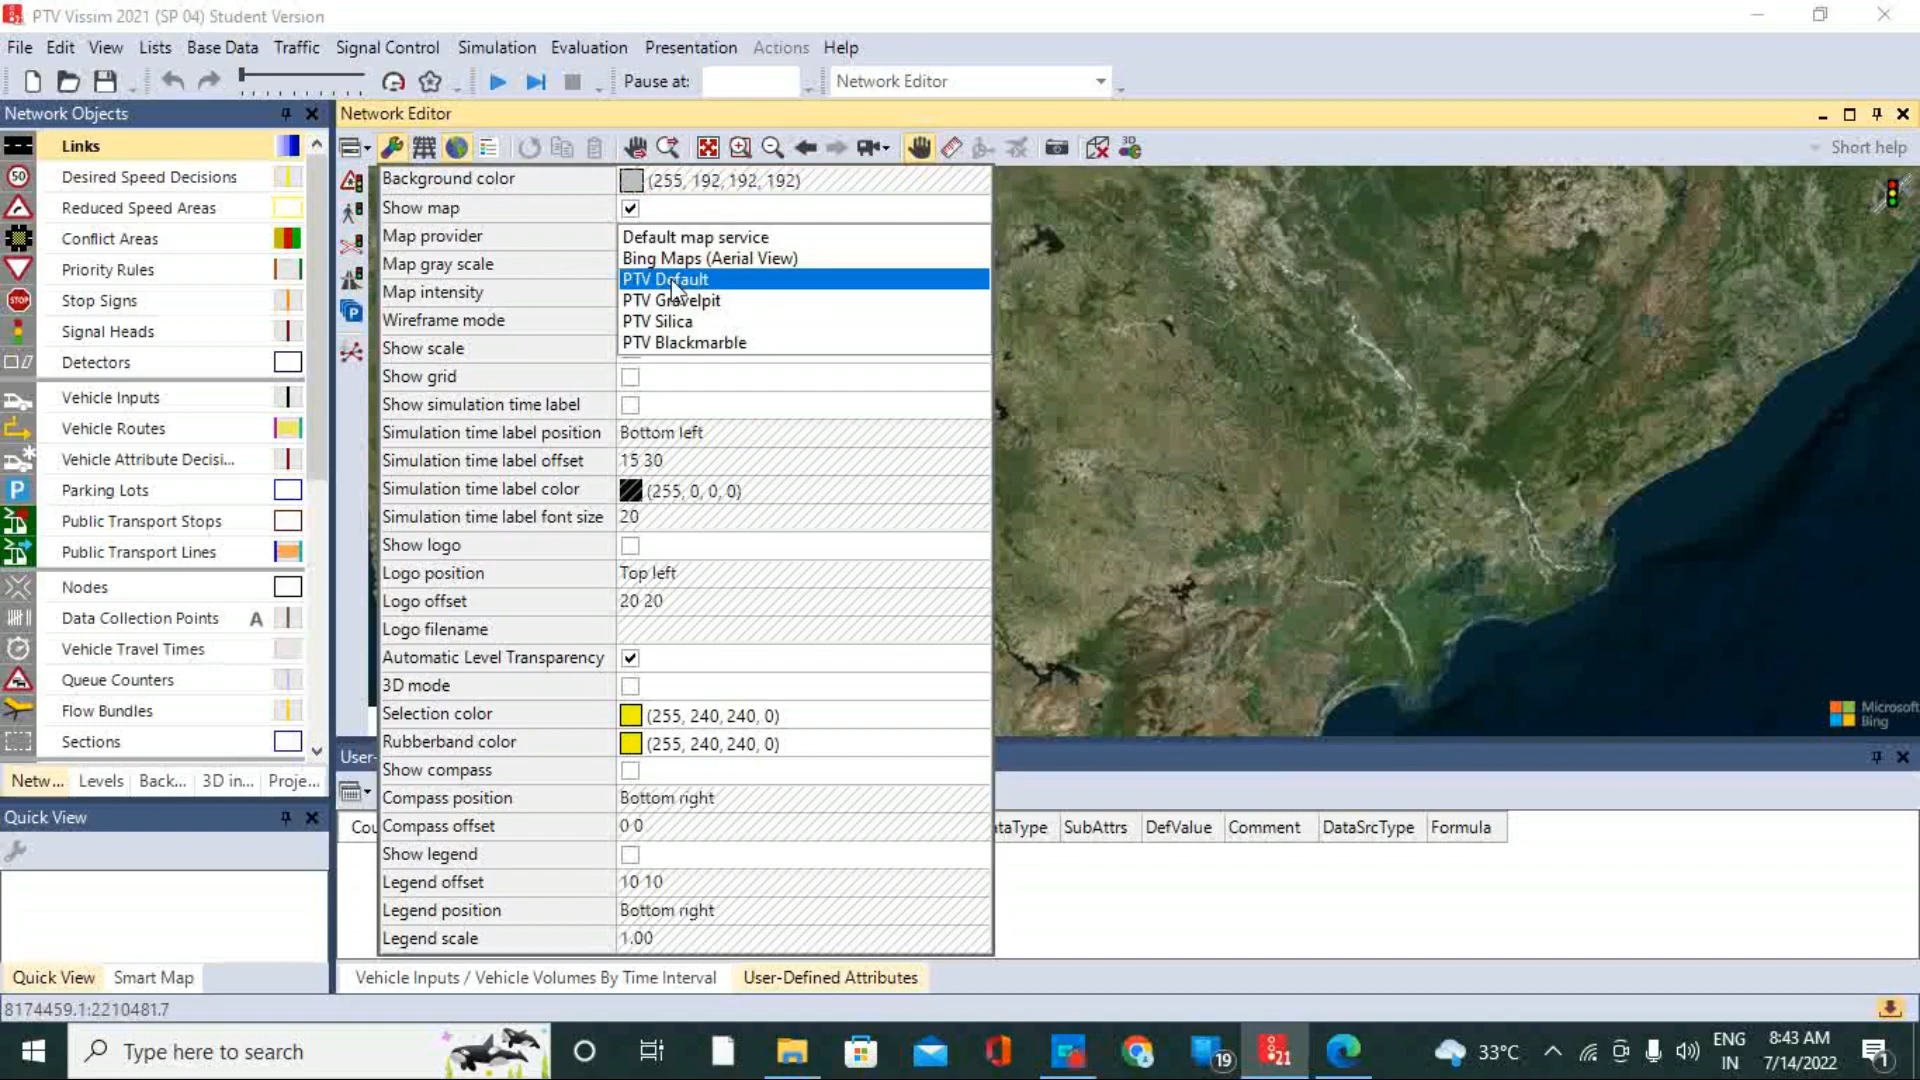 PTV Vissim 2021 (SP 04) Student Version
File Edit View Lists Base Data Traffic Signal Control Simulation Evaluation Presentation Actions Help
Pause at: Network Editor
Network Objects
Links
50 Desired Speed Decisions
Reduced Speed Areas
Conflict Areas
Priority Rules
STOP Stop Signs
Signal Heads
Detectors
Vehicle Inputs
Vehicle Routes
Vehicle Attribute Decisi...
P Parking Lots
Public Transport Stops
Public Transport Lines
Nodes
Data Collection Points A
Vehicle Travel Times
Queue Counters
Flow Bundles
Sections
Netw... Levels Back... 3D in... Proje...
Quick View
Quick View Smart Map
Network Editor
3D
Short help
Background color (255, 192, 192, 192)
Show map
Map provider
Map gray scale
Map intensity
Wireframe mode
Show scale
Show grid
Show simulation time label
Simulation time label position Bottom left
Simulation time label offset 15 30
Simulation time label color (255, 0, 0, 0)
Simulation time label font size 20
Show logo
Logo position Top left
Logo offset 20 20
Logo filename
Automatic Level Transparency
3D mode
Selection color (255, 240, 240, 0)
Rubberband color (255, 240, 240, 0)
Show compass
Compass position Bottom right
Compass offset 0 0
Show legend
Legend offset 10 10
Legend position Bottom right
Legend scale 1.00
Default map service
Bing Maps (Aerial View)
PTV Default
PTV Gravelpit
PTV Silica
PTV Blackmarble
P
Microsoft
Bing
User-
Cou
taType SubAttrs DefValue Comment DataSrcType Formula
Vehicle Inputs / Vehicle Volumes By Time Interval User-Defined Attributes
8174459.1:2210481.7
Type here to search
19
21
33°C
ENG
IN
8:43 AM
7/14/2022
1